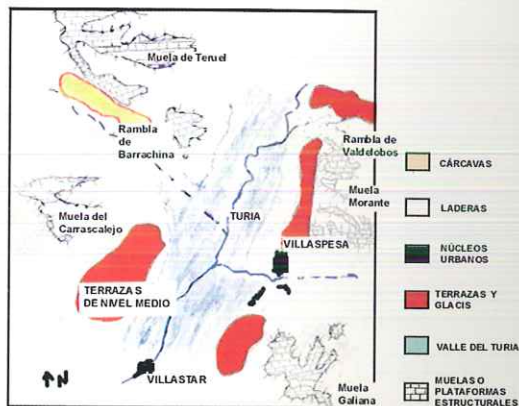 Muela de Teruel
Rambla
de
Barrachina
Rambla de
Valdelobos
Muela
Morante
Muela del
Carrascalejo
TURIA
VILLASPESA
TERRAZAS
DE NIVEL MEDIO
VILLASTAR
Muela
Galiana
N
CÁRCAVAS
LADERAS
NÚCLEOS
URBANOS
TERRAZAS Y
GLACIS
VALLE DEL TURIA
MUELAS O
PLATAFORMAS
ESTRUCTURALES